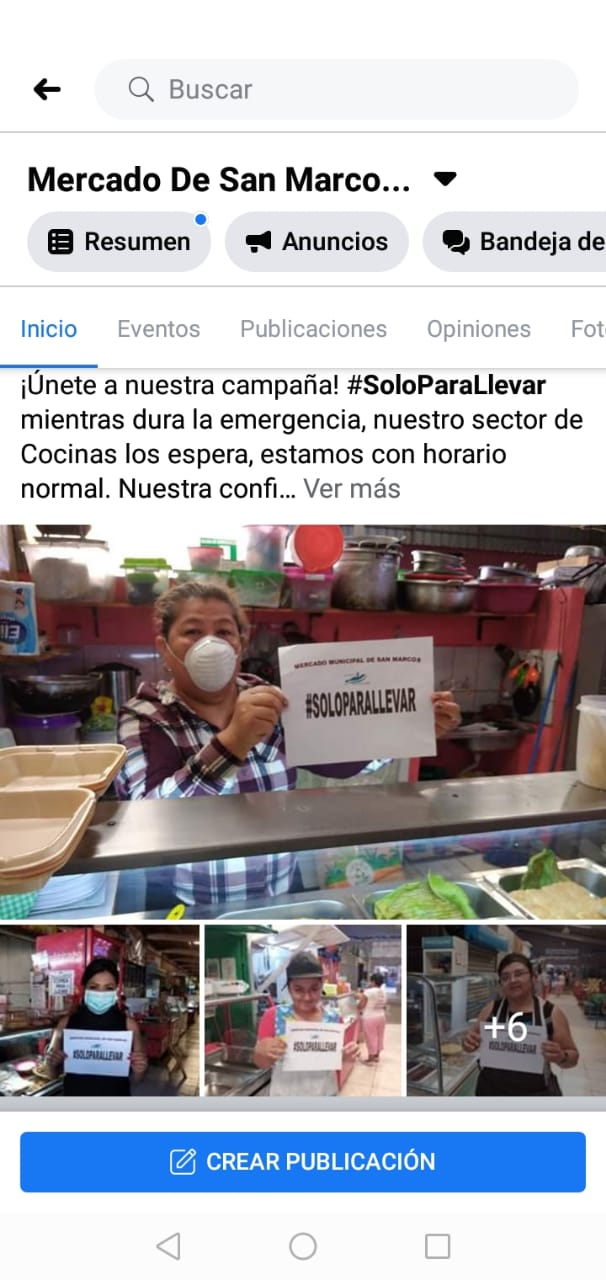 Buscar
Mercado De San Marco...
Resumen
Anuncios
Bandeja de
Inicio
Eventos
Publicaciones
Opiniones
Fot
¡Únete a nuestra campaña! #SoloParaLlevar
mientras dura la emergencia, nuestro sector de
Cocinas los espera, estamos con horario
normal. Nuestra confi... Ver más
MERCADO MUNICIPAL DE SAN MARCOS
#SOLOPARALLEVAR
#SOLOPARALLEVAR
#SOLOPARALLEVAR
+6
#SOLOPARALLEVAR
CREAR PUBLICACIÓN